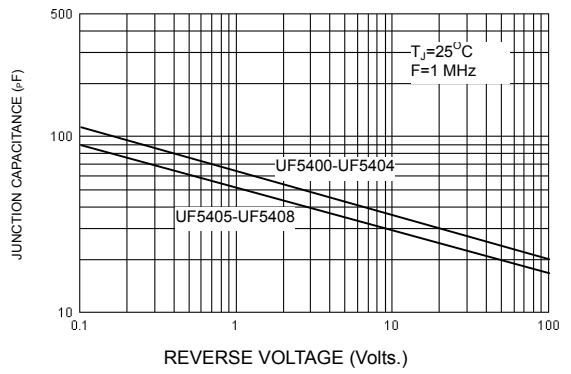 500
100
10
JUNCTION CAPACITANCE (pF)
TJ=25°C
F=1 MHz
UF5400-UF5404
UF5405-UF5408
0.1
1
10
100
REVERSE VOLTAGE (Volts.)